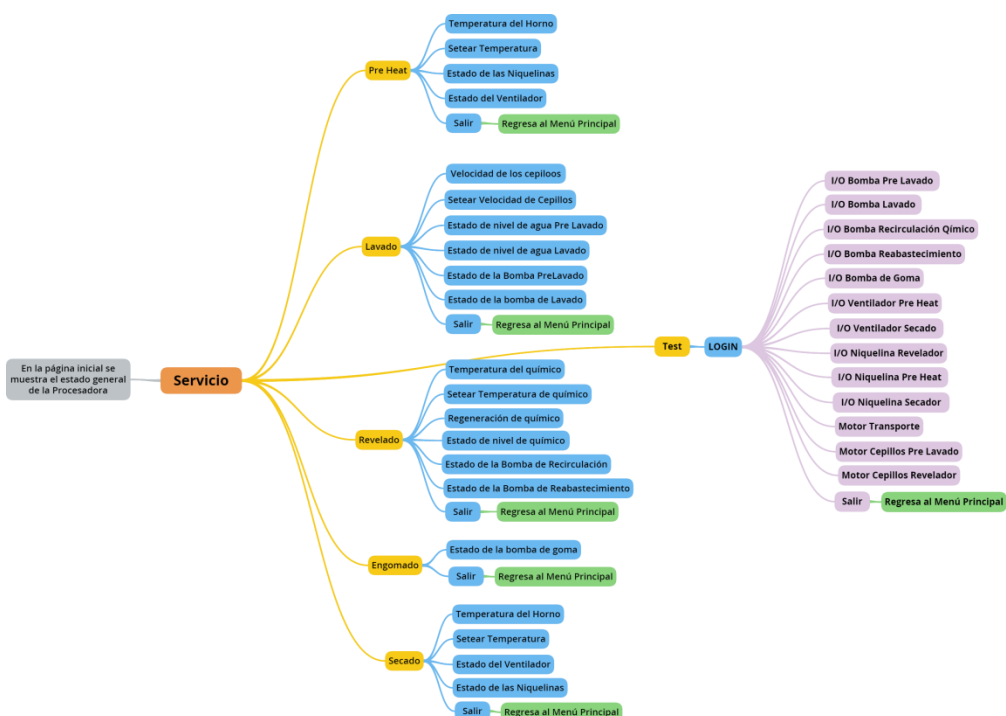 En la página inicial se
muestra el estado general
de la Procesadora
Servicio
Pre Heat
Temperatura del Horno
Setear Temperatura
Estado de las Niquelinas
Estado del Ventilador
Salir
Regresa al Menú Principal
Lavado
Velocidad de los cepiloos
Setear Velocidad de Cepillos
Estado de nivel de agua Pre Lavado
Estado de nivel de agua Lavado
Estado de la Bomba PreLavado
Estado de la bomba de Lavado
Salir
Regresa al Menú Principal
Test
LOGIN
I/O Bomba Pre Lavado
I/O Bomba Lavado
I/O Bomba Recirculación Qímico
I/O Bomba Reabastecimiento
I/O Bomba de Goma
I/O Ventilador Pre Heat
I/O Ventilador Secado
I/O Niquelina Revelador
I/O Niquelina Pre Heat
I/O Niquelina Secador
Motor Transporte
Motor Cepillos Pre Lavado
Motor Cepillos Revelador
Salir
Regresa al Menú Principal
Revelado
Temperatura del químico
Setear Temperatura de químico
Regeneración de químico
Estado de nivel de químico
Estado de la Bomba de Recirculación
Estado de la Bomba de Reabastecimiento
Salir
Regresa al Menú Principal
Engomado
Estado de la bomba de goma
Salir
Regresa al Menú Principal
Secado
Temperatura del Horno
Setear Temperatura
Estado del Ventilador
Estado de las Niquelinas
Salir
Regresa al Menú Principal